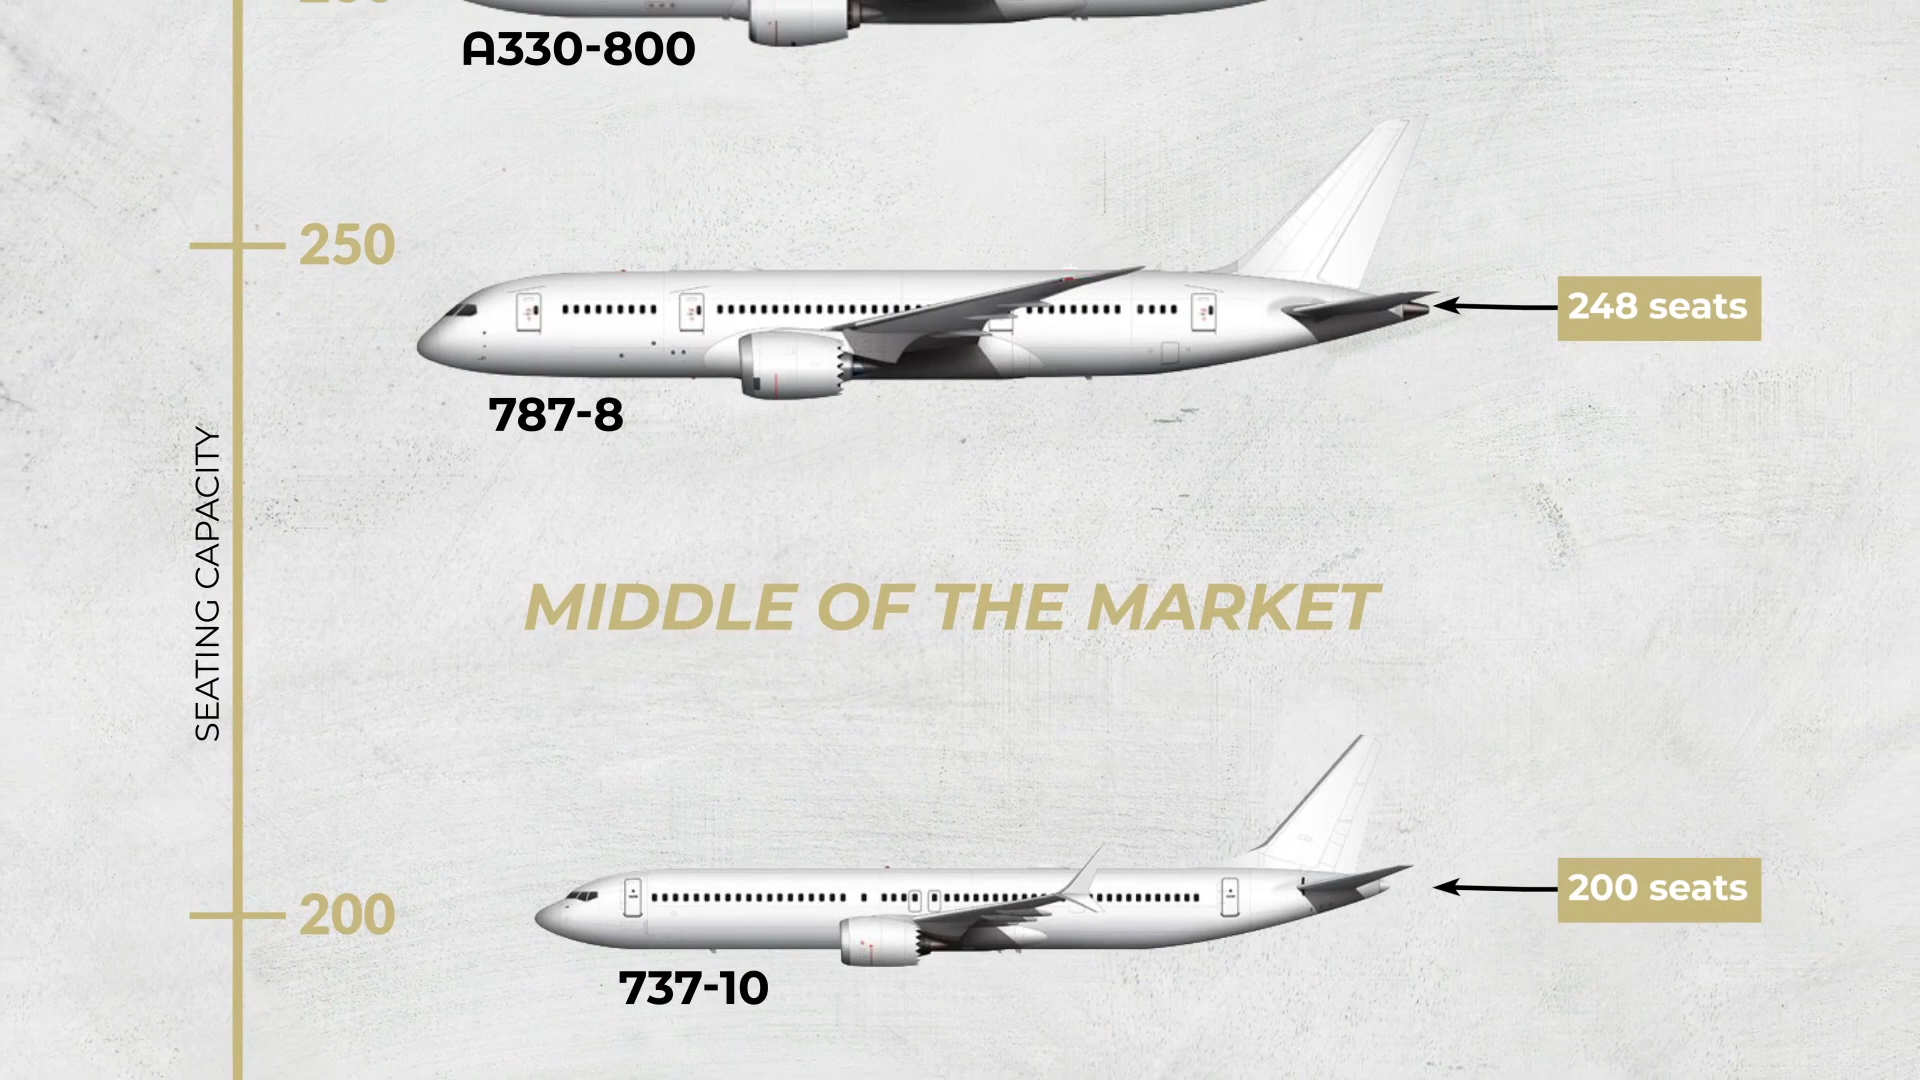 A330-800
250
248 seats
787-8
SEATING CAPACITY
MIDDLE OF THE MARKET
200
200 seats
737-10